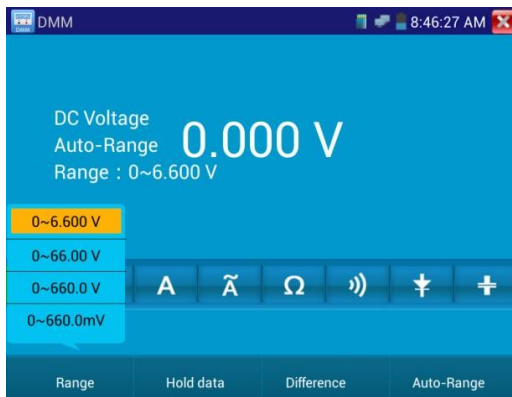 DMM
8:46:27 AM
DC Voltage
Auto-Range
0.000 V
Range : 0~6.600 V
0~6.600 V
0~66.00 V
0~660.0 V
0~660.0mV
A Ã Ω
Range Hold data Difference Auto-Range